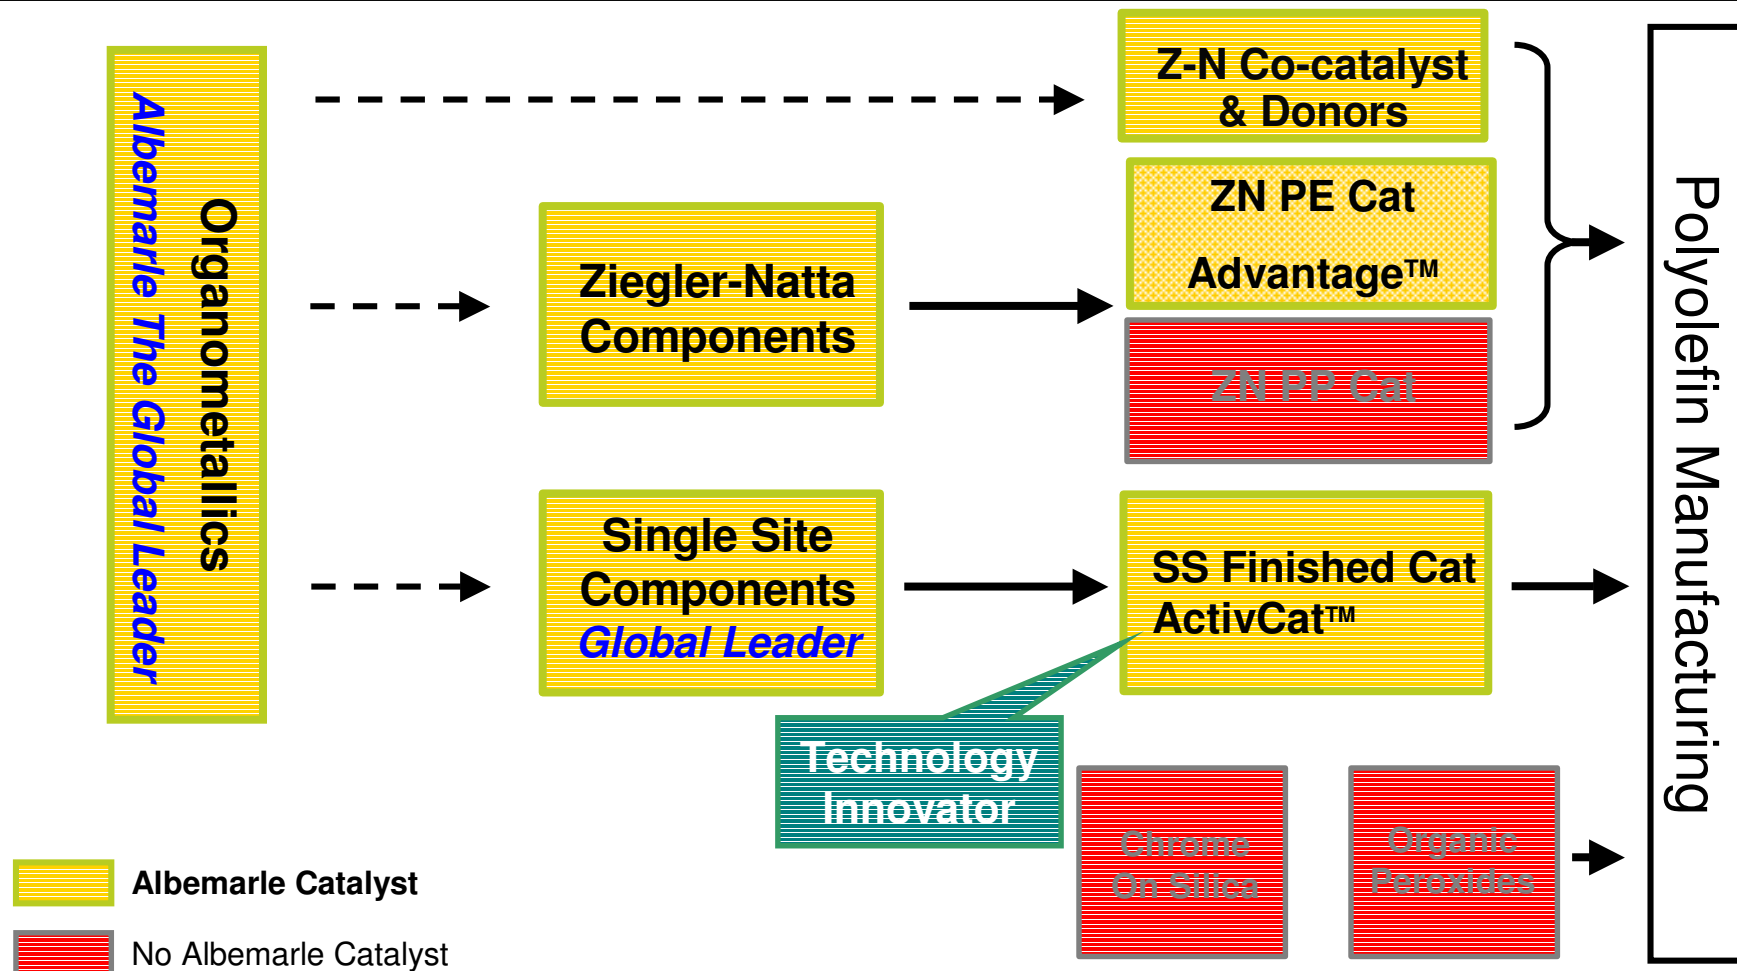 Organometallics
Albemarle The Global Leader
Z-N Co-catalyst
& Donors
ZN PE Cat
Advantage™
Ziegler-Natta
Components
ZN PP Cat
Single Site
Components
Global Leader
SS Finished Cat
ActivCat™
Technology
Innovator
Chrome
On Silica
Organic
Peroxides
Polyolefin Manufacturing
Albemarle Catalyst
No Albemarle Catalyst